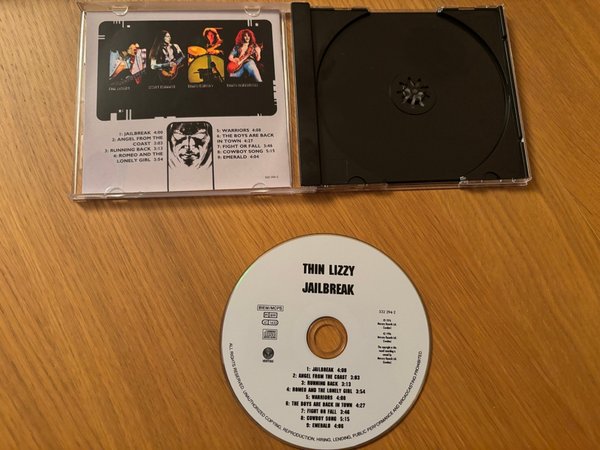 1: JAILBREAK 4:00
2: ANGEL FROM THE
COAST 3:03
3: RUNNING BACK 3:13
4: ROMEO AND THE
LONELY GIRL 3:54
5: WARRIORS 4:08
6: THE BOYS ARE BACK
IN TOWN 4:27
7: FIGHT OR FALL 3:46
8: COWBOY SONG 5:15
9: EMERALD 4:04
THIN LIZZY
JAILBREAK
BIEM/MCPS
532 294-2
1: JAILBREAK 4:00
2: ANGEL FROM THE COAST 3:03
3: RUNNING BACK 3:13
4: ROMEO AND THE LONELY GIRL 3:54
5: WARRIORS 4:08
6: THE BOYS ARE BACK IN TOWN 4:27
7: FIGHT OR FALL 3:46
8: COWBOY SONG 5:15
9: EMERALD 4:06
ALL RIGHTS RESERVED. UNAUTHORIZED COPYING, REPRODUCTION, HIRING, LENDING, PUBLIC PERFORMANCE AND BROADCASTING PROHIBITED